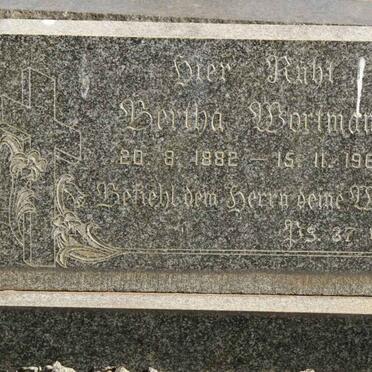 Hier Ruht
Bertha Wortman
20. 8. 1882 — 15. 11. 196
Befiehl dem Herrn deine W
Ps. 37